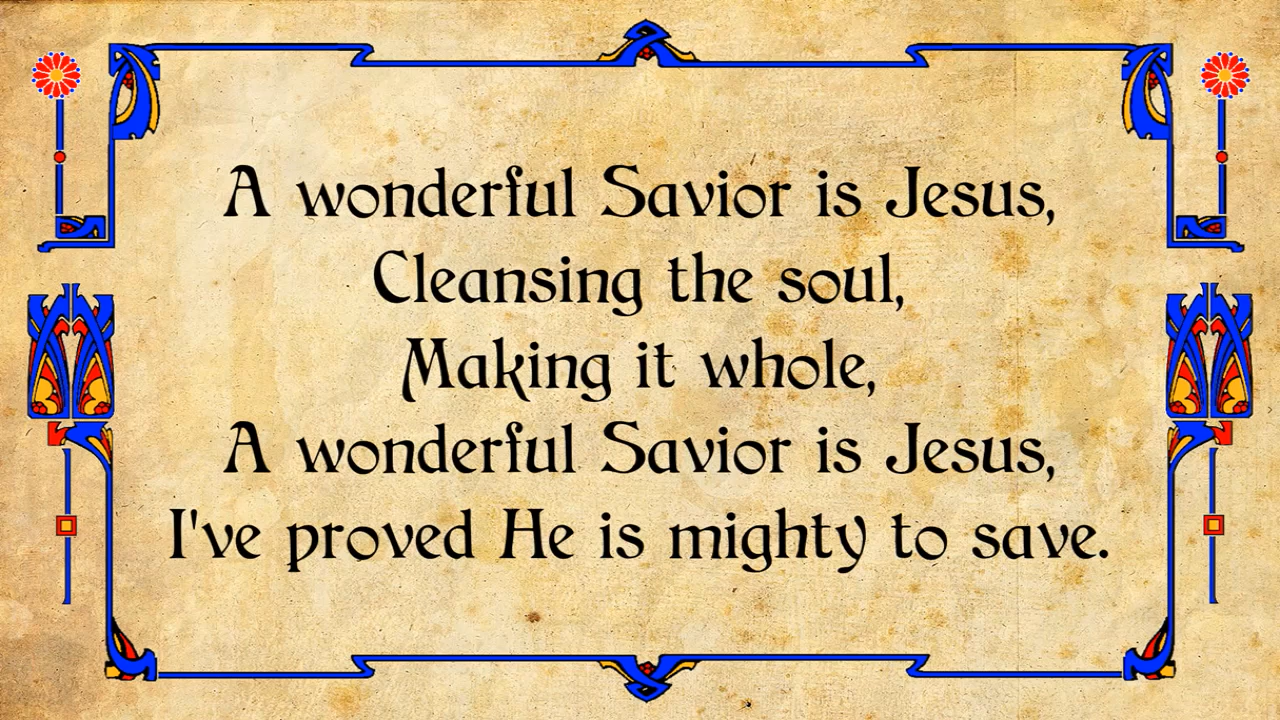 A wonderful Savior is Jesus,
Cleansing the soul,
Making it whole,
A wonderful Savior is Jesus,
I've proved He is mighty to save.